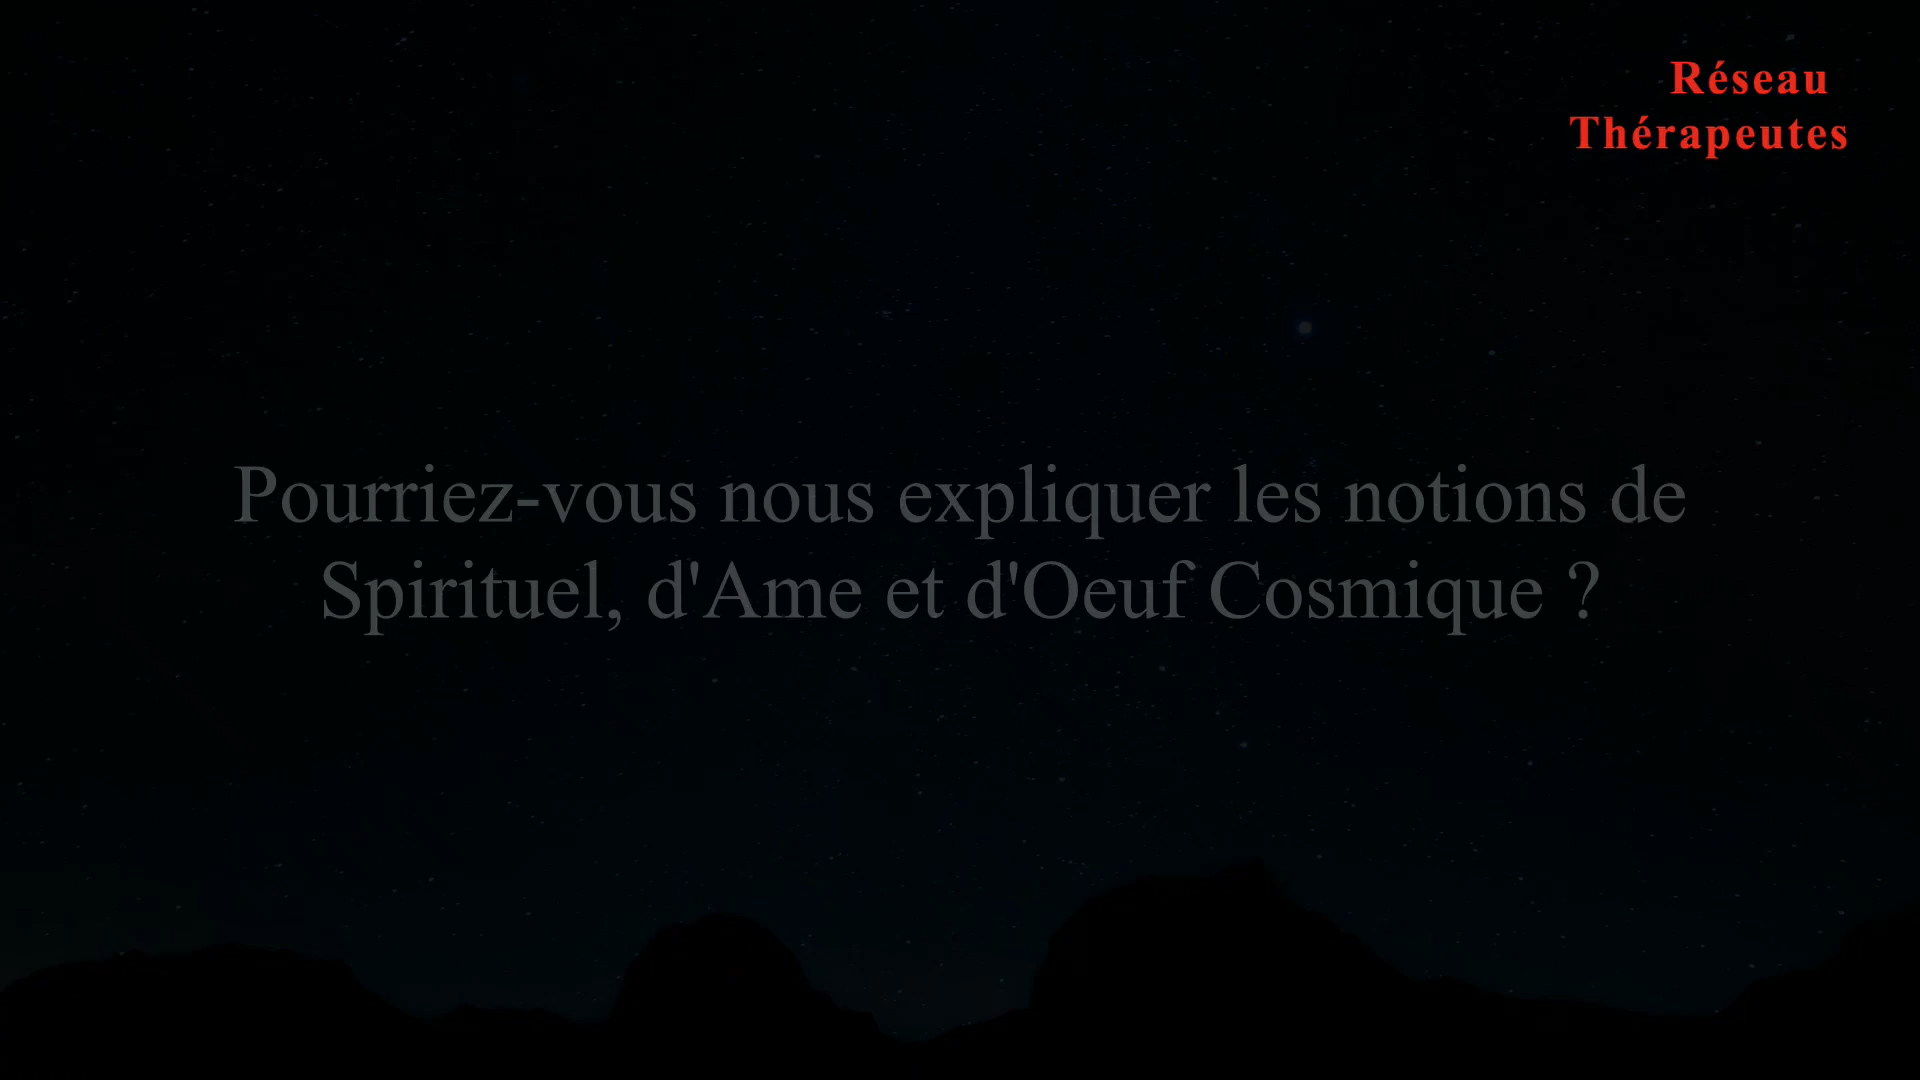 Réseau
Thérapeutes
Pourriez-vous nous expliquer les notions de
Spirituel, d'Ame et d'Oeuf Cosmique ?